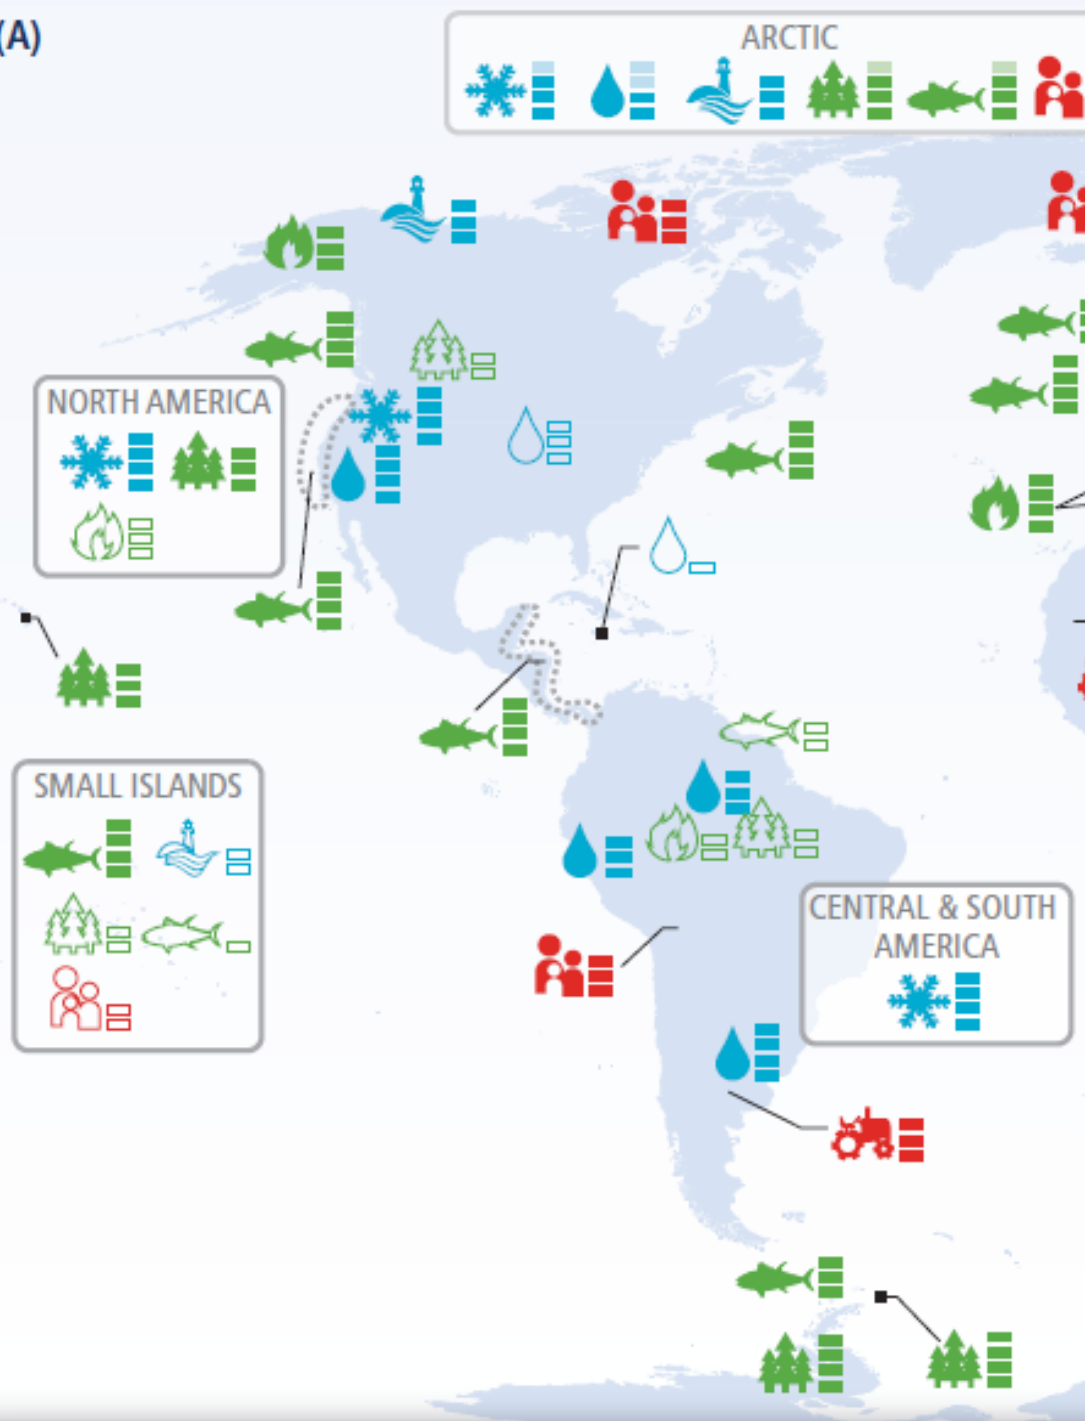 (A)
ARCTIC
NORTH AMERICA
SMALL ISLANDS
CENTRAL & SOUTH
AMERICA